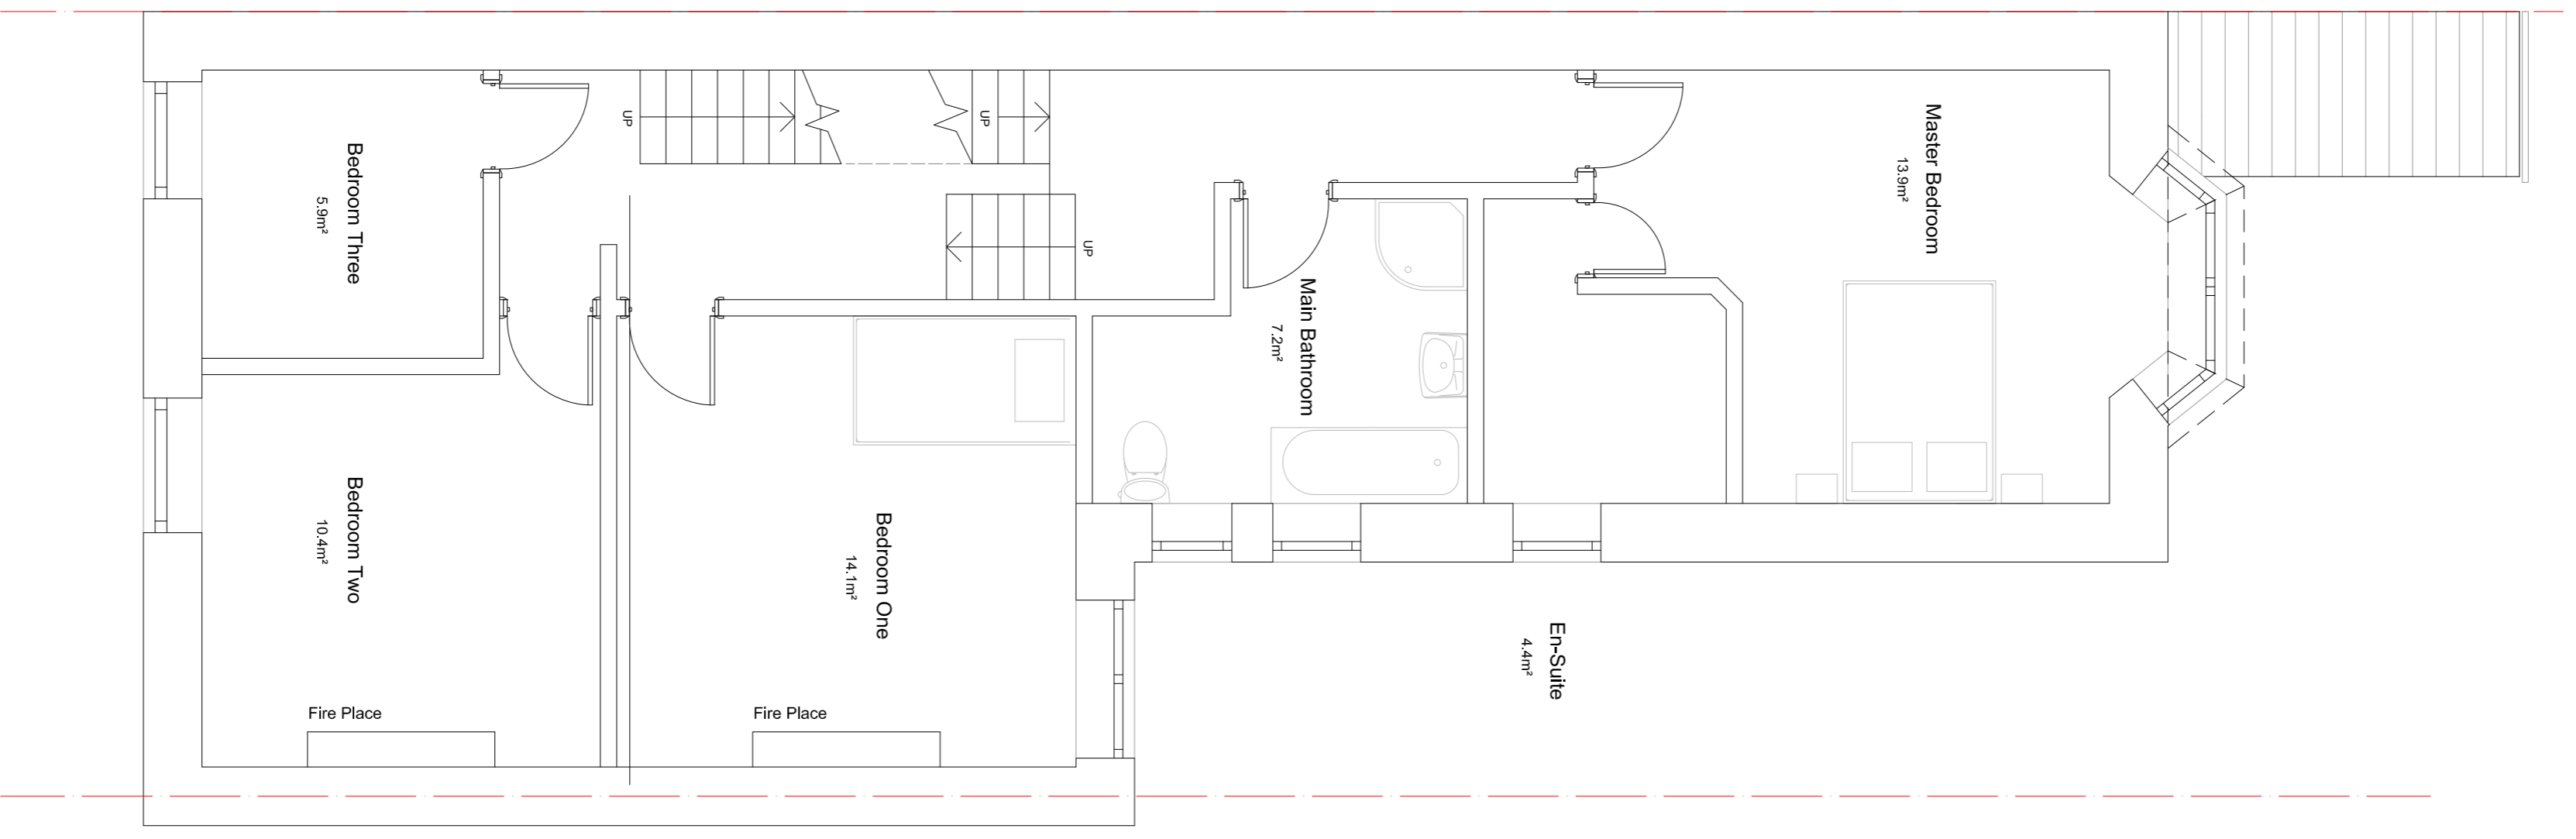 Bedroom Three
5.9m²
UP
UP
UP
Master Bedroom
13.9m²
Main Bathroom
7.2m²
Bedroom Two
10.4m²
Bedroom One
14.1m²
En-Suite
4.4m²
Fire Place
Fire Place